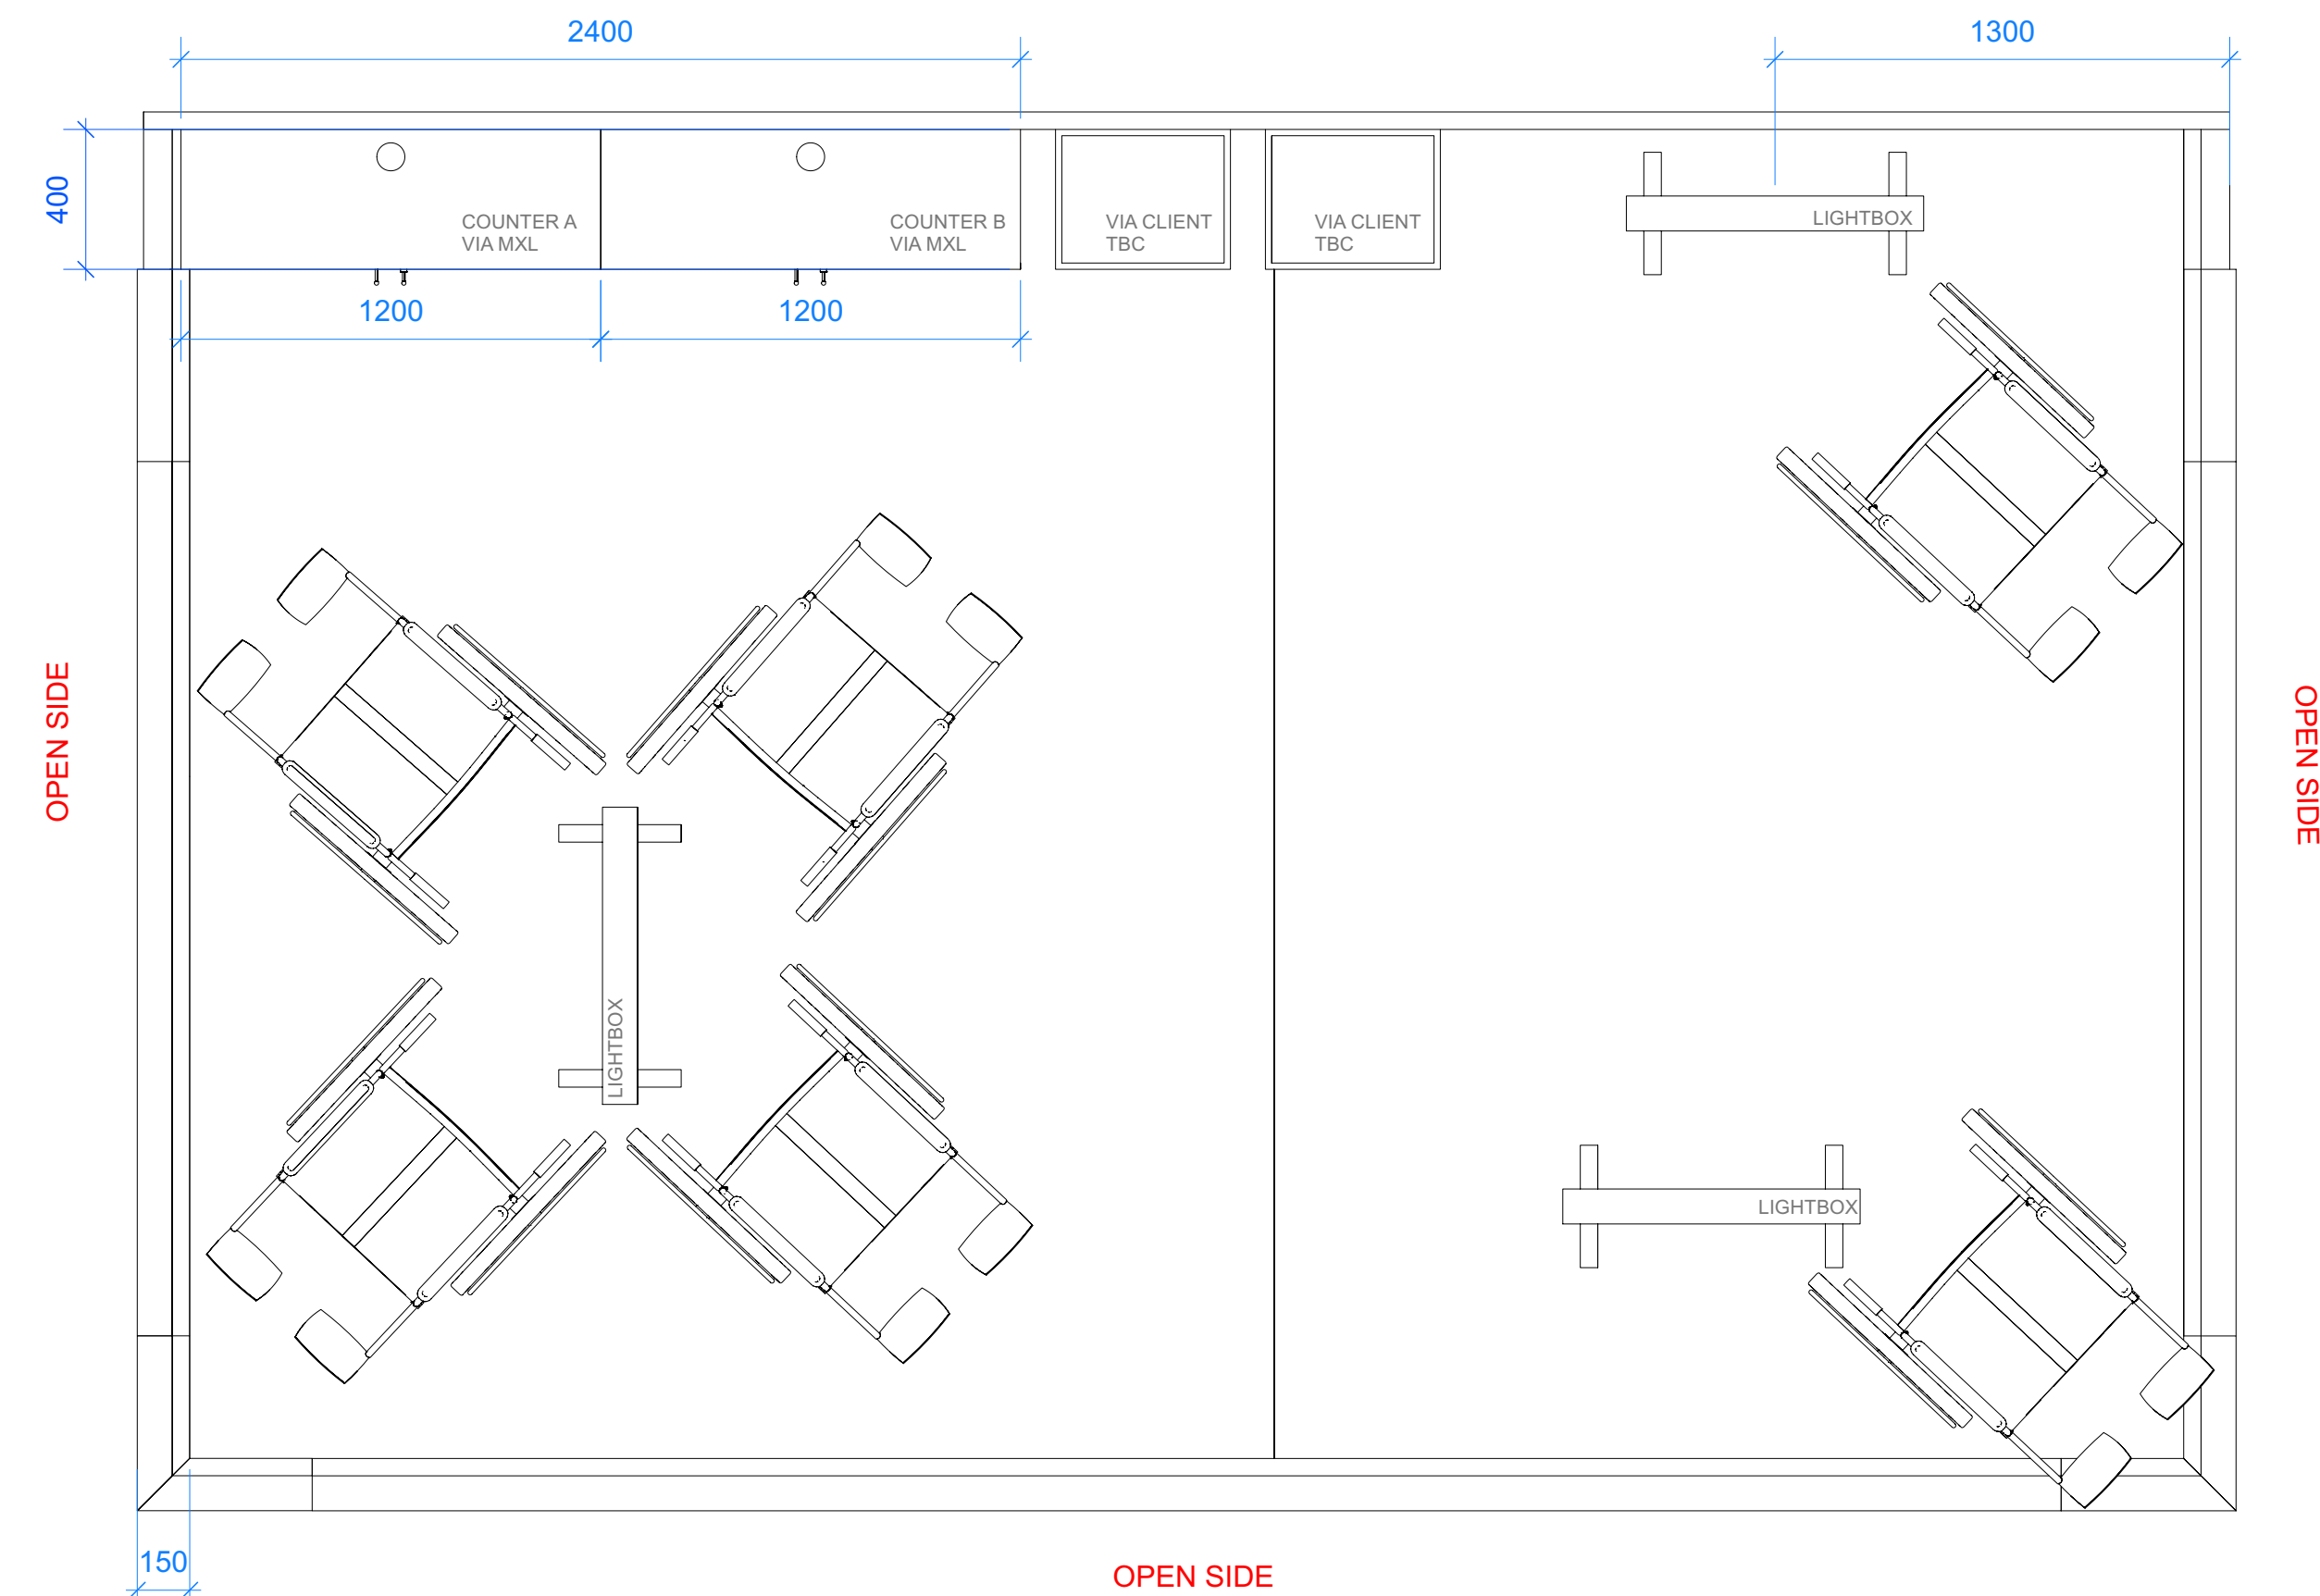 2400
1300
400
COUNTER A
VIA MXL
COUNTER B
VIA MXL
VIA CLIENT
TBC
VIA CLIENT
TBC
LIGHTBOX
1200
1200
OPEN SIDE
OPEN SIDE
LIGHTBOX
LIGHTBOX
150
OPEN SIDE